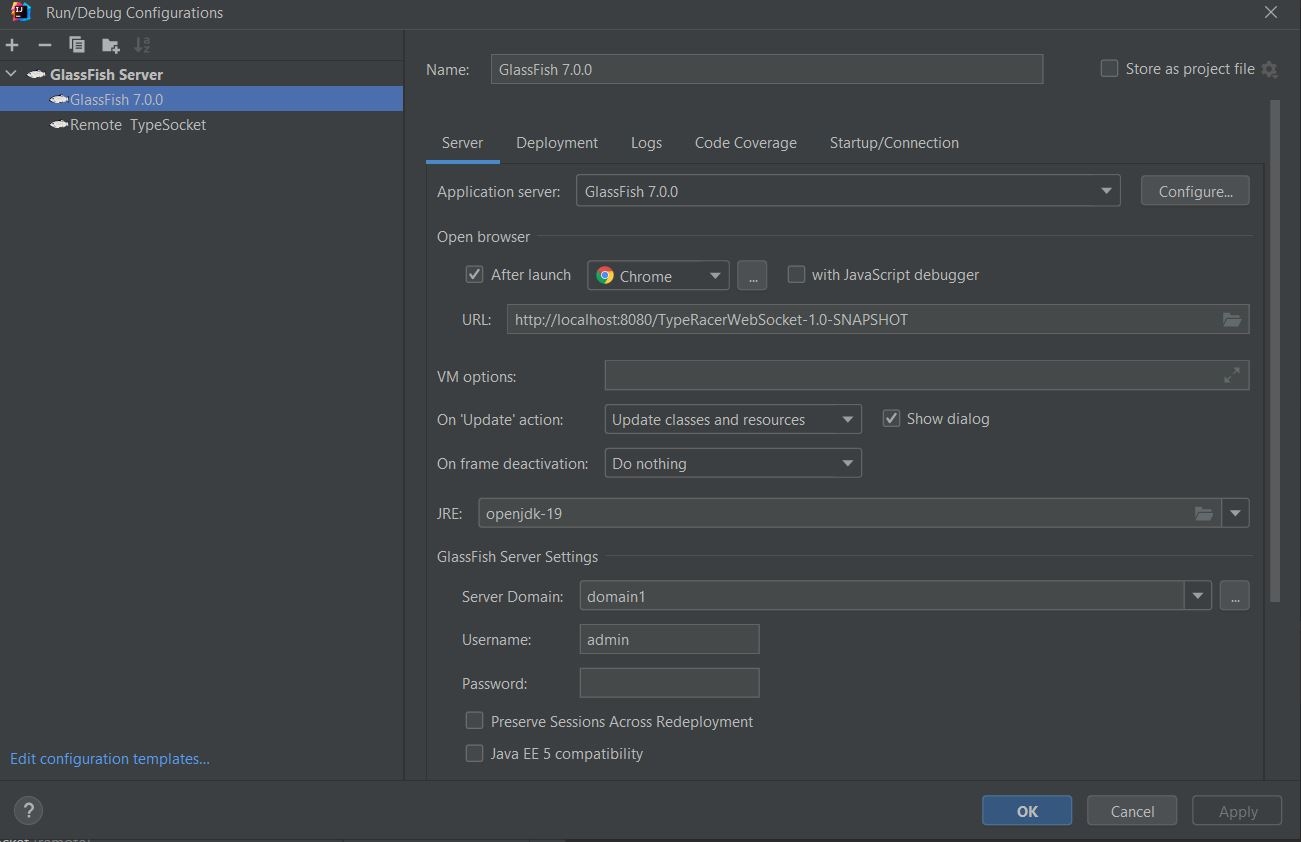 Run/Debug Configurations
GlassFish Server
GlassFish 7.0.0
Remote TypeSocket
Edit configuration templates...
?
Name: GlassFish 7.0.0 Store as project file
Server Deployment Logs Code Coverage Startup/Connection
Application server: GlassFish 7.0.0 Configure...
Open browser
After launch Chrome ... with JavaScript debugger
URL: http://localhost:8080/TypeRacerWebSocket-1.0-SNAPSHOT
VM options:
On 'Update' action: Update classes and resources Show dialog
On frame deactivation: Do nothing
JRE: openjdk-19
GlassFish Server Settings
Server Domain: domain1 ...
Username: admin
Password:
Preserve Sessions Across Redeployment
Java EE 5 compatibility
OK Cancel Apply